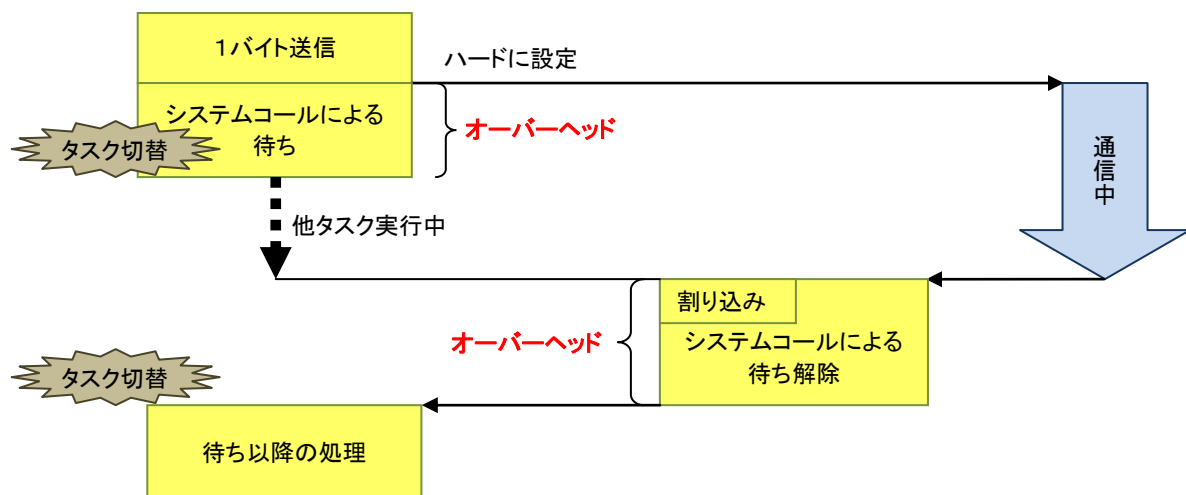 １バイト送信
ハードに設定
システムコールによる
待ち
オーバーヘッド
タスク切替
通信中
他タスク実行中
割り込み
システムコールによる
待ち解除
オーバーヘッド
タスク切替
待ち以降の処理